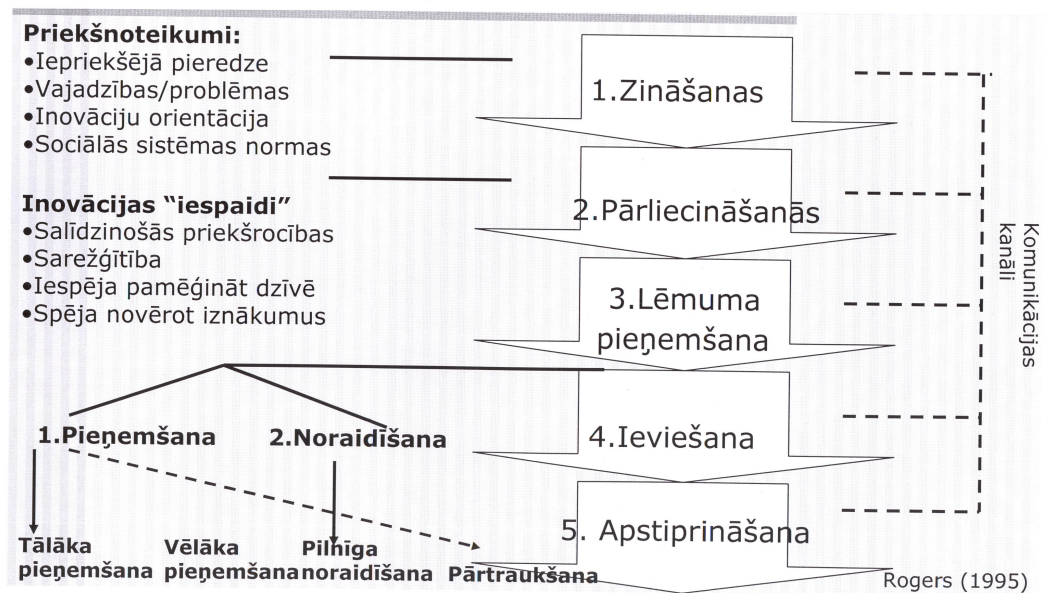 Priekšnoteikumi:
•Iepriekšējā pieredze
•Vajadzības/problēmas
•Inovāciju orientācija
•Sociālās sistēmas normas
Inovācijas “iespaidi”
•Salīdzinošās priekšrocības
•Sarežģītība
•Iespēja pamēģināt dzīvē
•Spēja novērot iznākumus
1.Zināšanas
2.Pārliecināšanās
3.Lēmuma
pieņemšana
4.Ieviešana
5. Apstiprināšana
Komunikācijas
kanāli
1.Pieņemšana
2.Noraidīšana
Tālāka
pieņemšana
Vēlāka
pieņemšana
Pilnīga
noraidīšana
Pārtraukšana
Rogers (1995)